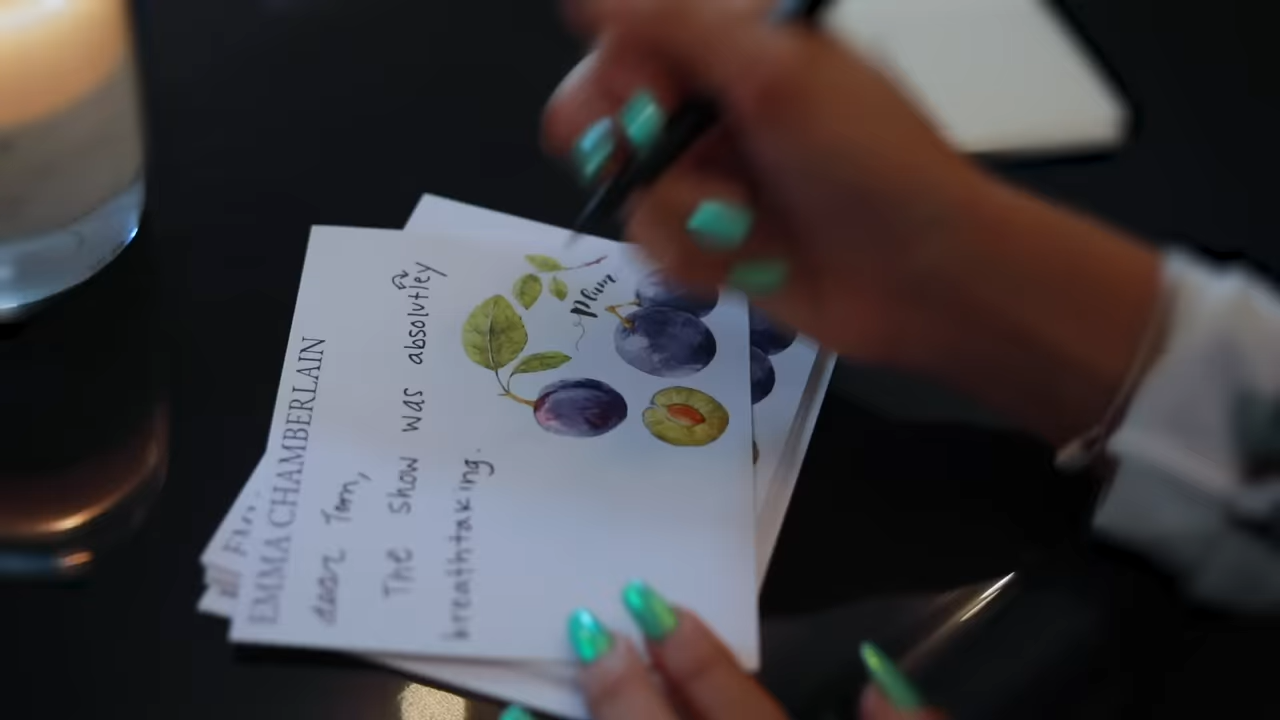 EMMA CHAMBERLAIN
dear Tom,
The show was absolutley
breathtaking.
Plum